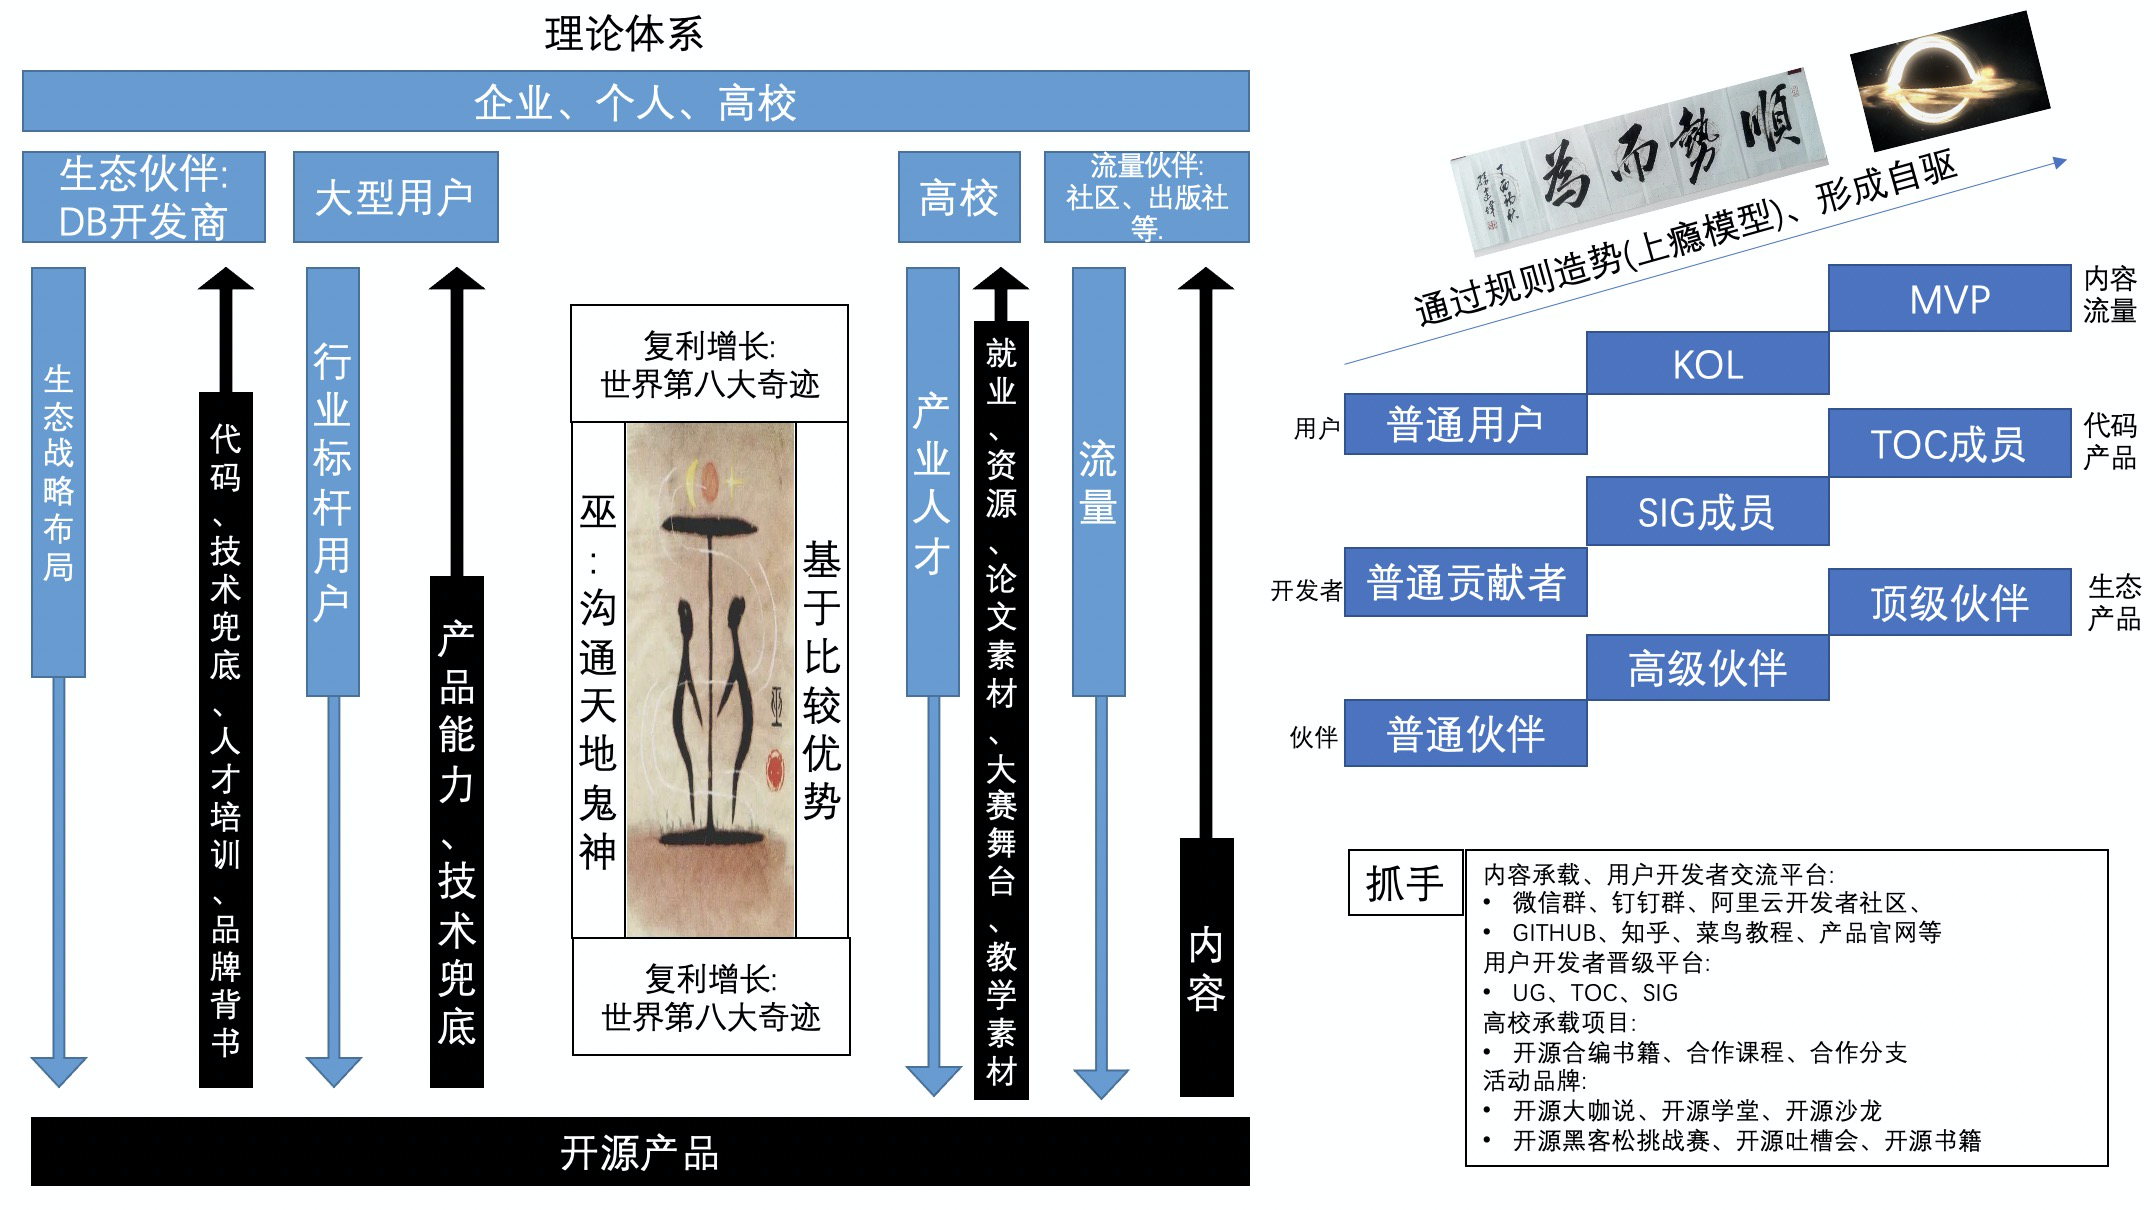 理论体系
企业、个人、高校
生态伙伴:
DB开发商
大型用户
高校
流量伙伴:
社区、出版社
等.
生态战略布局
代码、技术兜底、人才培训、品牌背书
行业标杆用户
产品能力、技术兜底
复利增长:
世界第八大奇迹
巫:沟通天地鬼神
巫
基于比较优势
复利增长:
世界第八大奇迹
产业人才
就业、资源、论文素材、大赛舞台、教学素材
流量
内容
开源产品
順勢而為
通过规则造势(上瘾模型)、形成自驱
MVP
内容
流量
KOL
用户
普通用户
TOC成员
代码
产品
SIG成员
开发者
普通贡献者
顶级伙伴
生态
产品
高级伙伴
伙伴
普通伙伴
抓手
内容承载、用户开发者交流平台:
• 微信群、钉钉群、阿里云开发者社区、
• GITHUB、知乎、菜鸟教程、产品官网等
用户开发者晋级平台:
• UG、TOC、SIG
高校承载项目:
• 开源合编书籍、合作课程、合作分支
活动品牌:
• 开源大咖说、开源学堂、开源沙龙
• 开源黑客松挑战赛、开源吐槽会、开源书籍